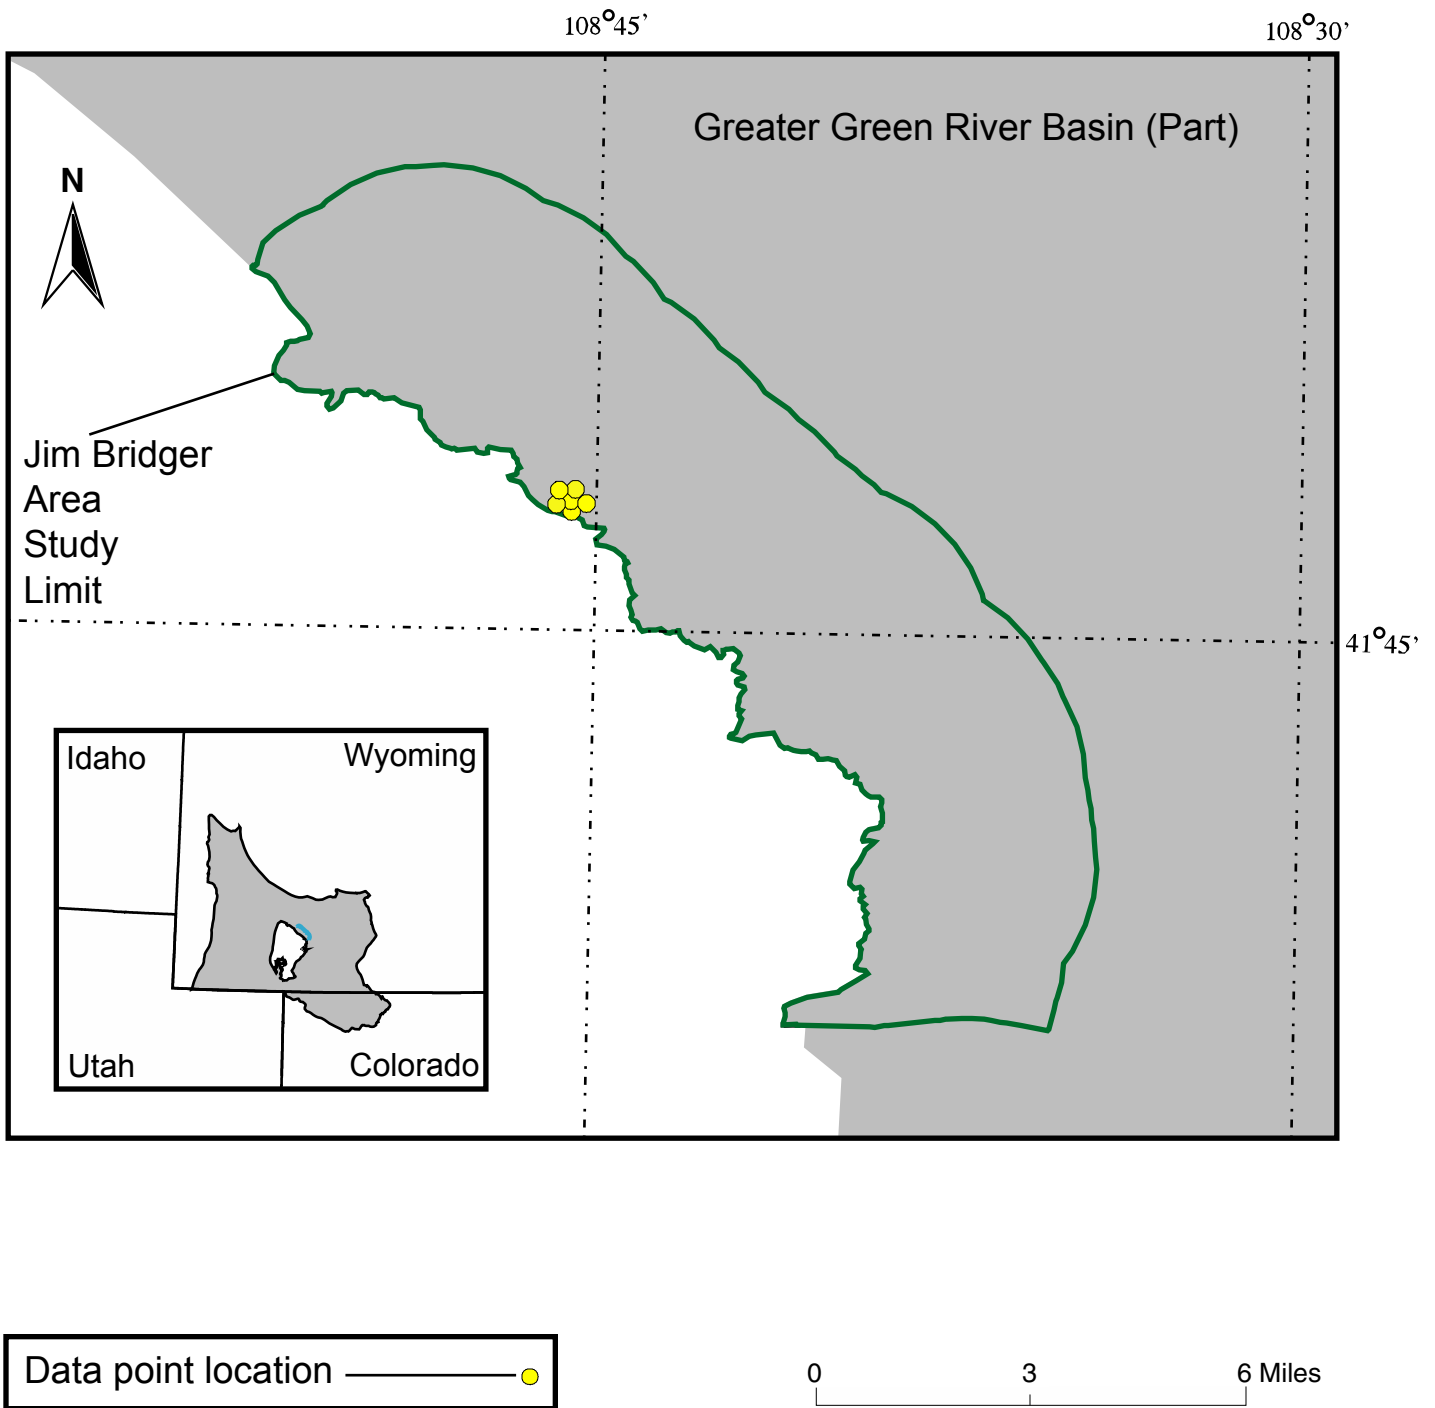 108°45'
108°30'
Greater Green River Basin (Part)
N
Jim Bridger
Area
Study
Limit
41°45'
Idaho
Wyoming
Utah
Colorado
Data point location
0 3 6 Miles